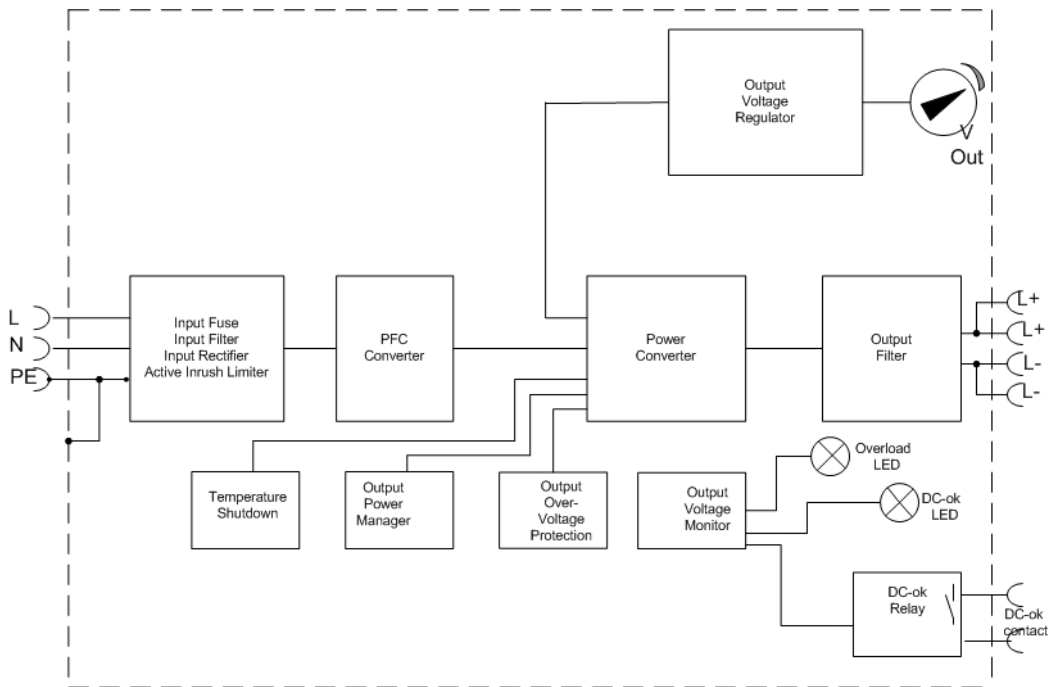 Output
Voltage
Regulator
V
Out
L
N
PE
Input Fuse
Input Filter
Input Rectifier
Active Inrush Limiter
PFC
Converter
Power
Converter
Output
Filter
L+
L+
L-
L-
Temperature
Shutdown
Output
Power
Manager
Output
Over-
Voltage
Protection
Output
Voltage
Monitor
Overload
LED
DC-ok
LED
DC-ok
Relay
DC-ok
contact